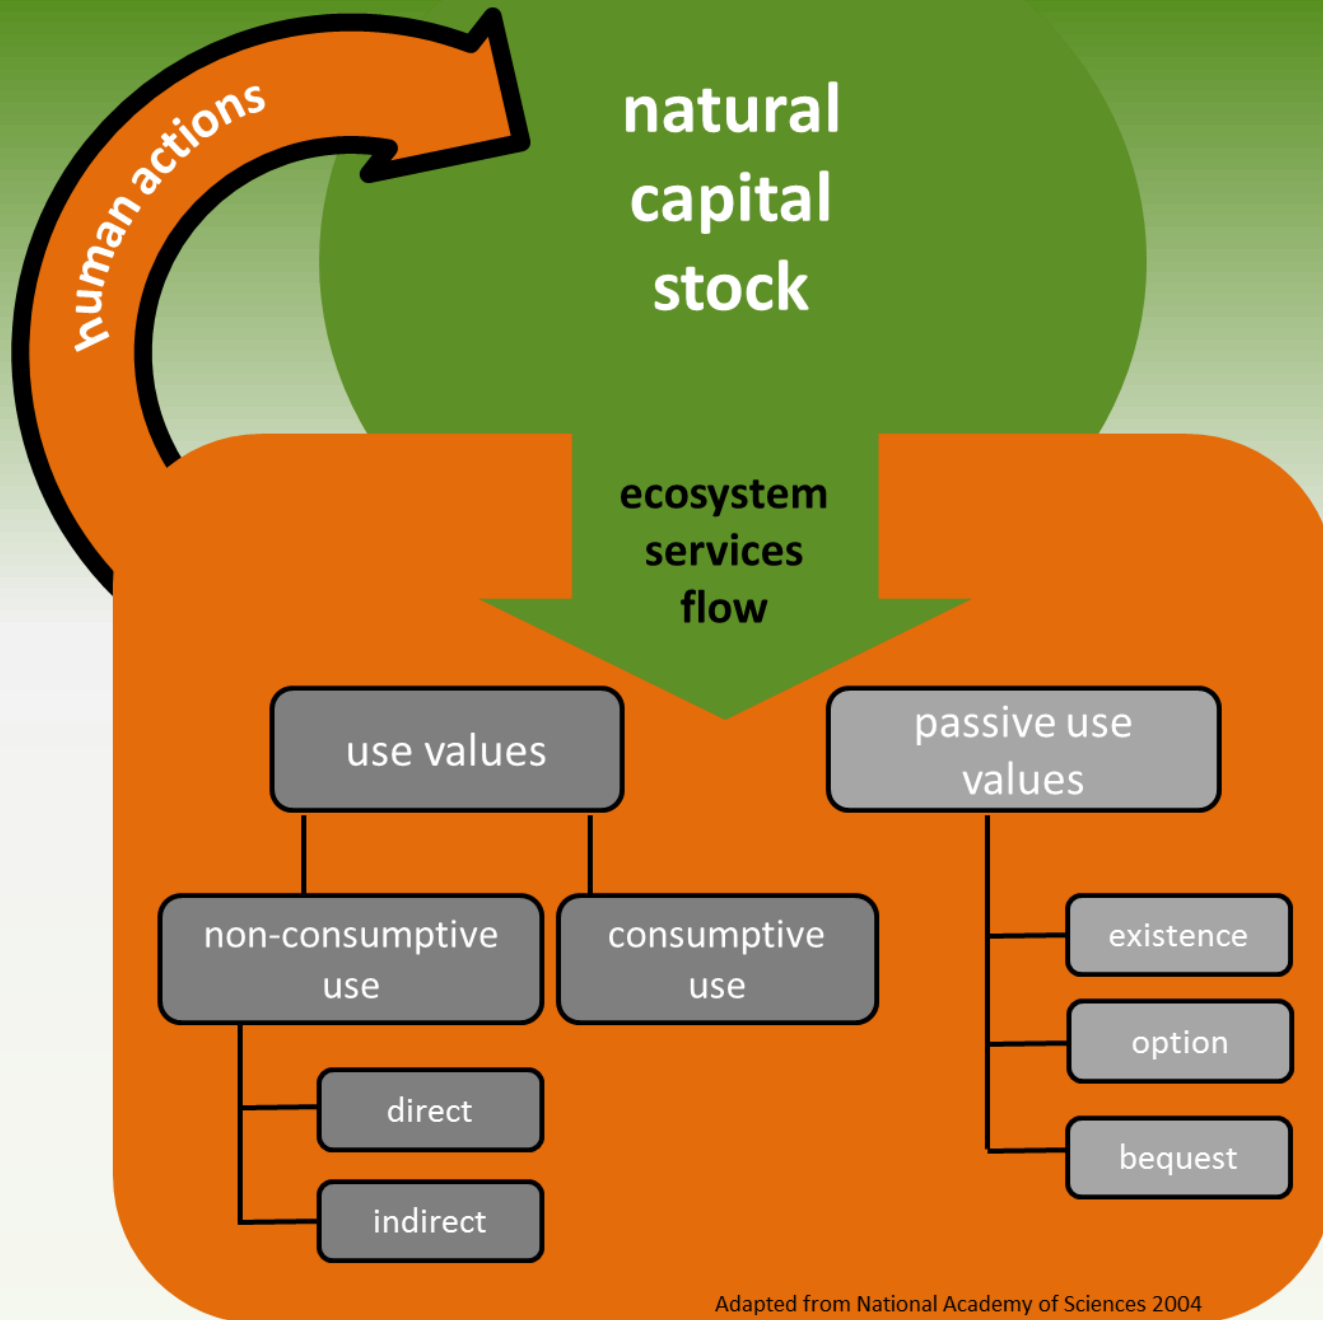 human actions
natural
capital
stock
ecosystem
services
flow
use values
passive use
values
non-consumptive
use
consumptive
use
existence
option
bequest
direct
indirect
Adapted from National Academy of Sciences 2004